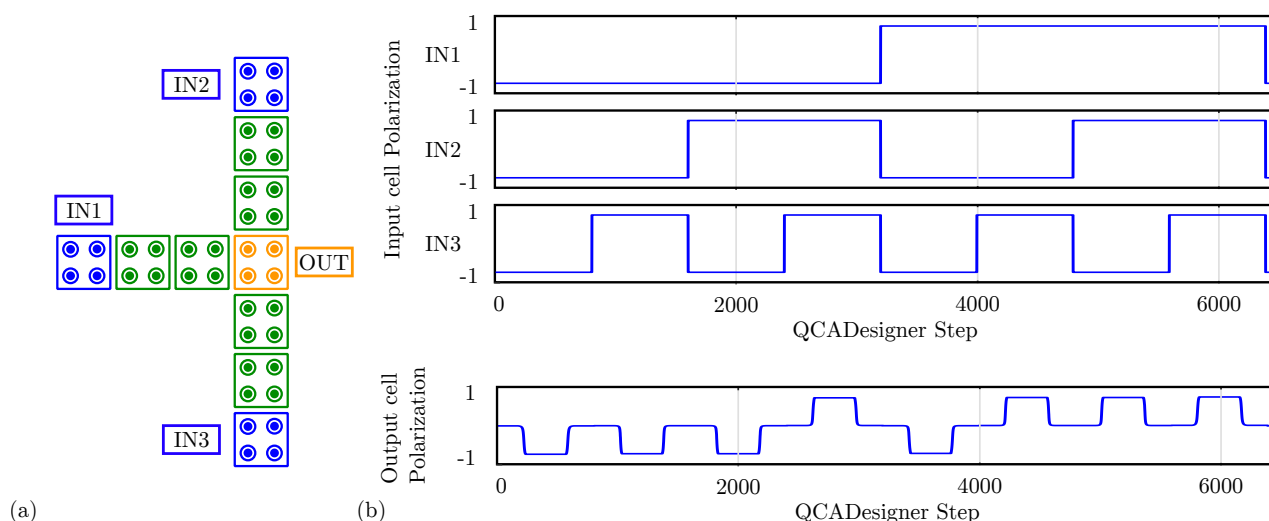 IN2
IN1
OUT
IN3
(a)
Input cell Polarization
1
IN1
-1
1
IN2
-1
1
IN3
-1
0 2000 4000 6000
QCADesigner Step
Output cell
Polarization
1
-1
0 2000 4000 6000
QCADesigner Step
(b)